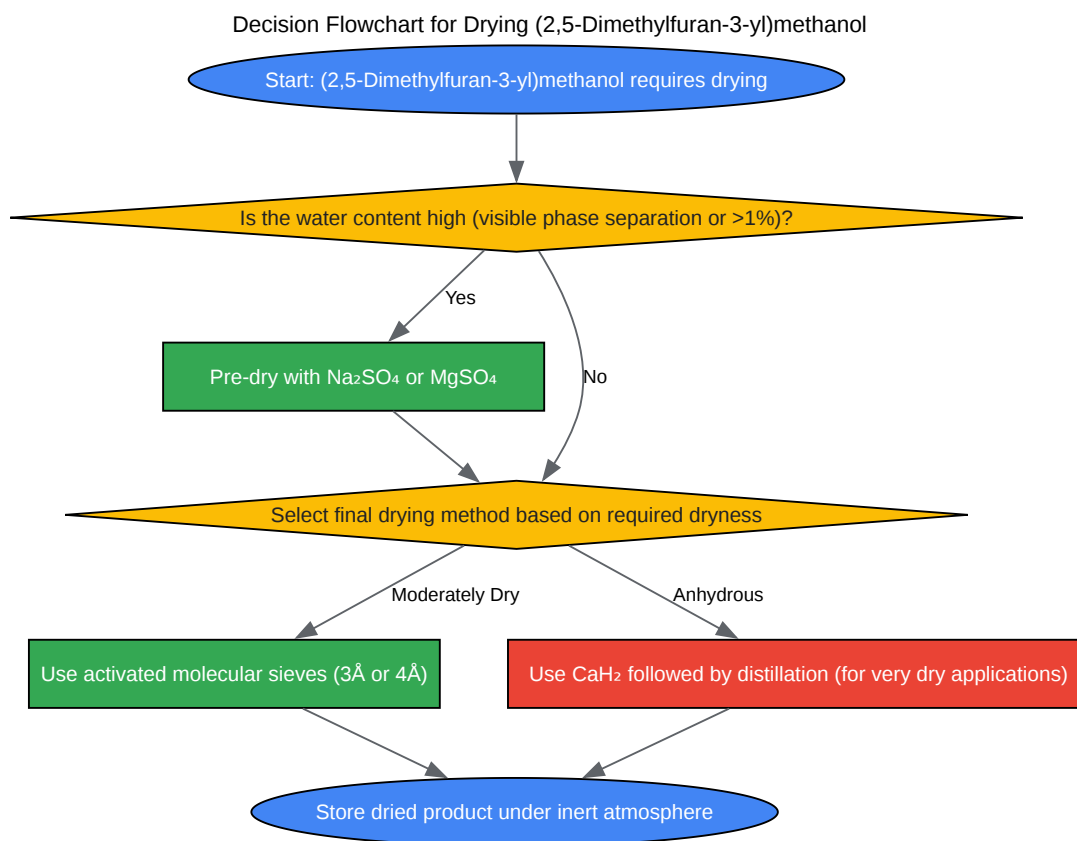 Decision Flowchart for Drying (2,5-Dimethylfuran-3-yl)methanol
Start: (2,5-Dimethylfuran-3-yl)methanol requires drying
Is the water content high (visible phase separation or >1%)?
Yes
Pre-dry with Na₂SO₄ or MgSO₄
No
Select final drying method based on required dryness
Moderately Dry
Anhydrous
Use activated molecular sieves (3Å or 4Å)
Use CaH₂ followed by distillation (for very dry applications)
Store dried product under inert atmosphere